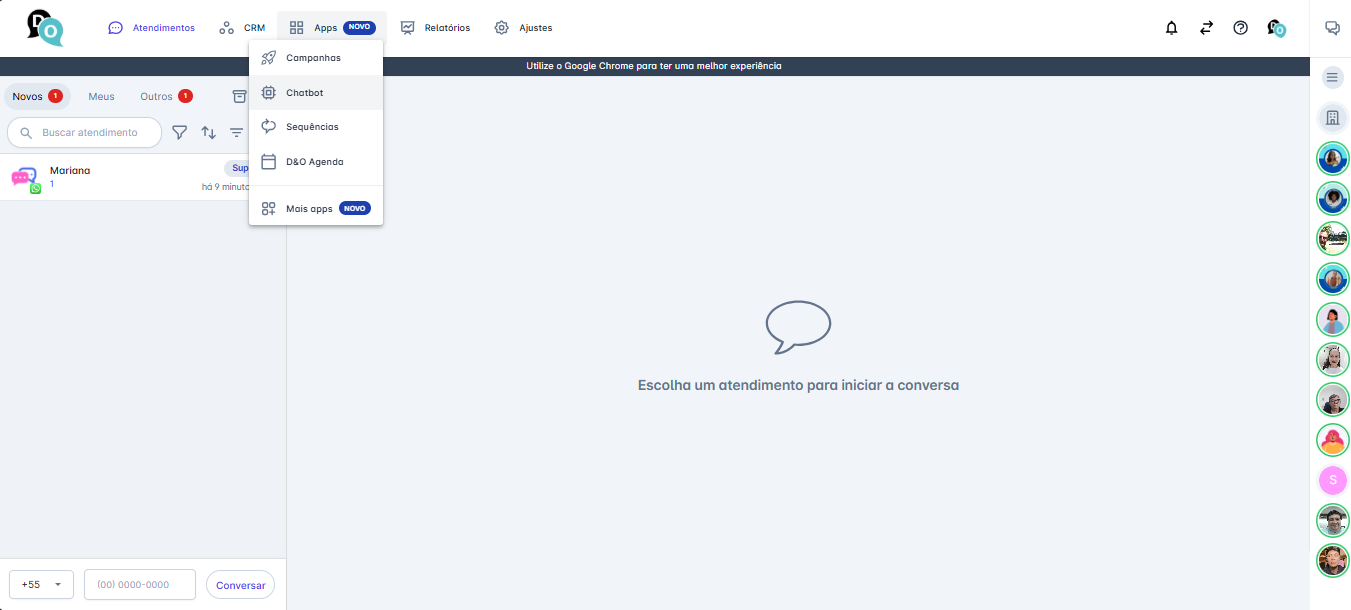 DO
Atendimentos
CRM
Apps NOVO
Relatórios
Ajustes
Utilize o Google Chrome para ter uma melhor experiência
Campanhas
Chatbot
Sequências
D&O Agenda
Mais apps NOVO
Novos 1
Meus
Outros 1
Buscar atendimento
Mariana
Sup
1
há 9 minuto
Escolha um atendimento para iniciar a conversa
S
+55
(00) 0000-0000
Conversar